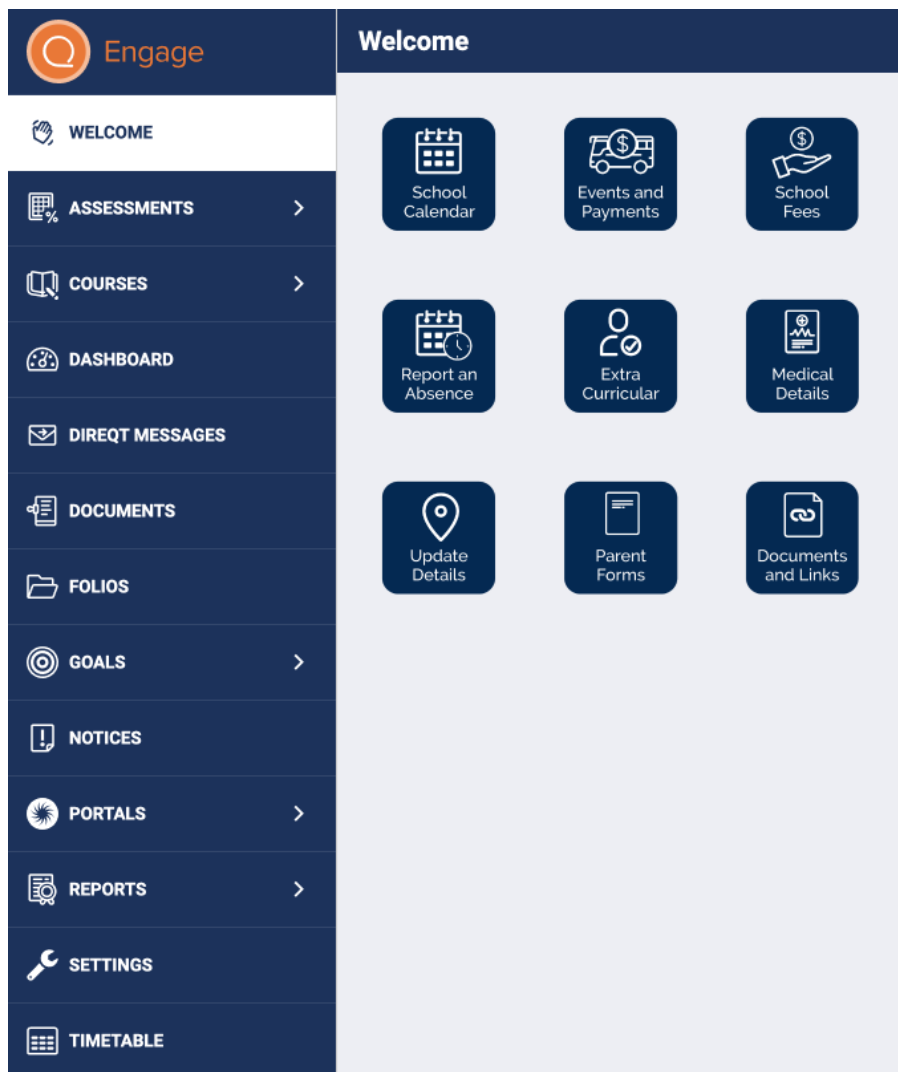 Engage
WELCOME
ASSESSMENTS
COURSES
DASHBOARD
DIREQT MESSAGES
DOCUMENTS
FOLIOS
GOALS
NOTICES
PORTALS
REPORTS
SETTINGS
TIMETABLE
Welcome
School
Calendar
Events and
Payments
School
Fees
Report an
Absence
Extra
Curricular
Medical
Details
Update
Details
Parent
Forms
Documents
and Links